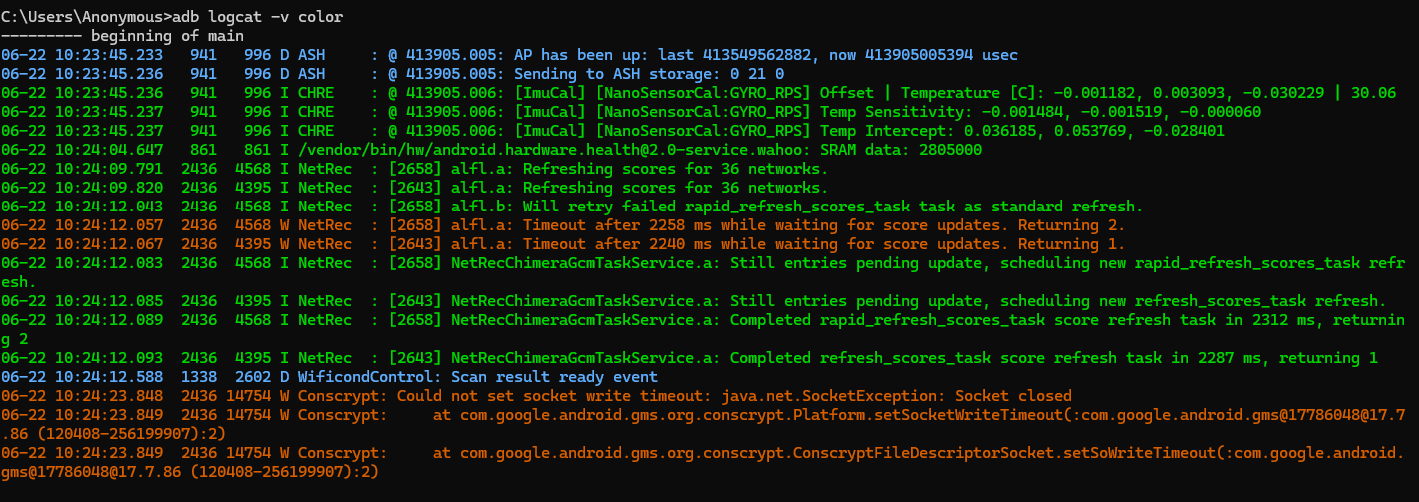 C:\Users\Anonymous>adb logcat -v color
--------- beginning of main
06-22 10:23:45.233   941   996 D ASH     : @ 413905.005: AP has been up: last 413549562882, now 413905005394 usec
06-22 10:23:45.236   941   996 D ASH     : @ 413905.005: Sending to ASH storage: 0 21 0
06-22 10:23:45.236   941   996 I CHRE    : @ 413905.006: [ImuCal] [NanoSensorCal:GYRO_RPS] Offset | Temperature [C]: -0.001182, 0.003093, -0.030229 | 30.06
06-22 10:23:45.237   941   996 I CHRE    : @ 413905.006: [ImuCal] [NanoSensorCal:GYRO_RPS] Temp Sensitivity: -0.001484, -0.001519, -0.000060
06-22 10:23:45.237   941   996 I CHRE    : @ 413905.006: [ImuCal] [NanoSensorCal:GYRO_RPS] Temp Intercept: 0.036185, 0.053769, -0.028401
06-22 10:24:04.647   861   861 I /vendor/bin/hw/android.hardware.health@2.0-service.wahoo: SRAM data: 2805000
06-22 10:24:09.791  2436  4568 I NetRec  : [2658] alfl.a: Refreshing scores for 36 networks.
06-22 10:24:09.820  2436  4395 I NetRec  : [2643] alfl.a: Refreshing scores for 36 networks.
06-22 10:24:12.043  2436  4568 I NetRec  : [2658] alfl.b: Will retry failed rapid_refresh_scores_task task as standard refresh.
06-22 10:24:12.057  2436  4568 W NetRec  : [2658] alfl.a: Timeout after 2258 ms while waiting for score updates. Returning 2.
06-22 10:24:12.067  2436  4395 W NetRec  : [2643] alfl.a: Timeout after 2240 ms while waiting for score updates. Returning 1.
06-22 10:24:12.083  2436  4568 I NetRec  : [2658] NetRecChimeraGcmTaskService.a: Still entries pending update, scheduling new rapid_refresh_scores_task refr
esh.
06-22 10:24:12.085  2436  4395 I NetRec  : [2643] NetRecChimeraGcmTaskService.a: Still entries pending update, scheduling new refresh_scores_task refresh.
06-22 10:24:12.089  2436  4568 I NetRec  : [2658] NetRecChimeraGcmTaskService.a: Completed rapid_refresh_scores_task score refresh task in 2312 ms, returnin
g 2
06-22 10:24:12.093  2436  4395 I NetRec  : [2643] NetRecChimeraGcmTaskService.a: Completed refresh_scores_task score refresh task in 2287 ms, returning 1
06-22 10:24:12.588  1338  2602 D WificondControl: Scan result ready event
06-22 10:24:23.848  2436 14754 W Conscrypt: Could not set socket write timeout: java.net.SocketException: Socket closed
06-22 10:24:23.849  2436 14754 W Conscrypt:     at com.google.android.gms.org.conscrypt.Platform.setSocketWriteTimeout(:com.google.android.gms@17786048@17.7
.86 (120408-256199907):2)
06-22 10:24:23.849  2436 14754 W Conscrypt:     at com.google.android.gms.org.conscrypt.ConscryptFileDescriptorSocket.setSoWriteTimeout(:com.google.android.
gms@17786048@17.7.86 (120408-256199907):2)